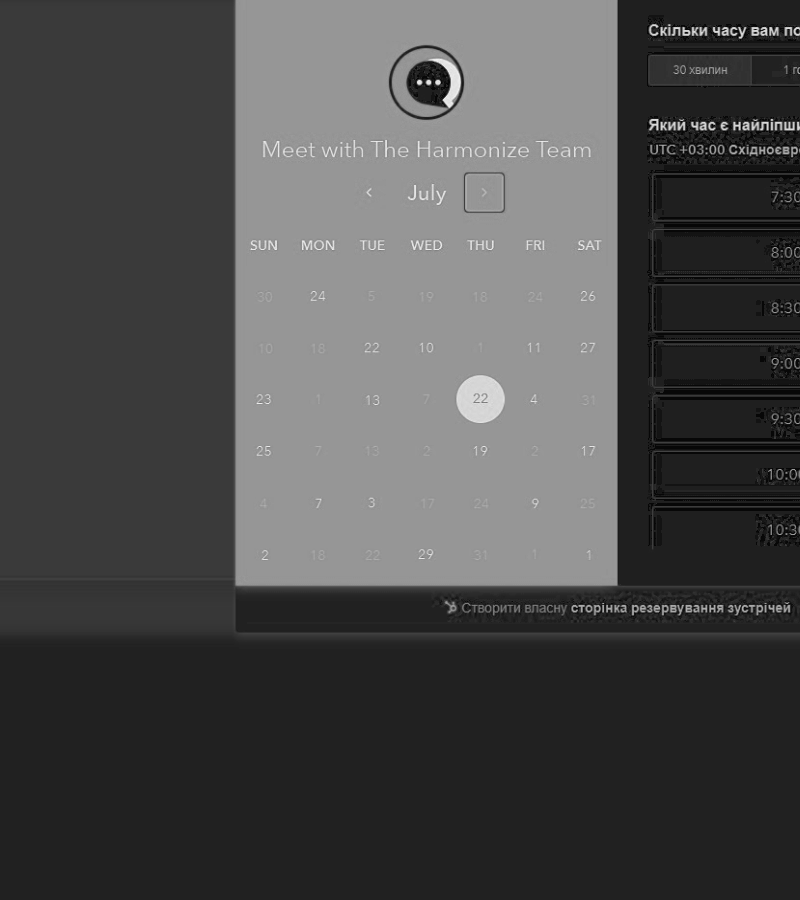 Meet with The Harmonize Team
July
SUN MON TUE WED THU FRI SAT
30 24 5 19 18 24 26
10 18 22 10 1 11 27
23 1 13 7 22 4 31
25 7 13 2 19 2 17
4 7 3 17 24 9 25
2 18 22 29 31 1 1
Скільки часу вам по
30 хвилин 1 го
Який час є найліпши
UTC +03:00 Східноєвро
7:30
8:00
8:30
9:00
9:30
10:00
10:30
Створити власну сторінка резервування зустрічей